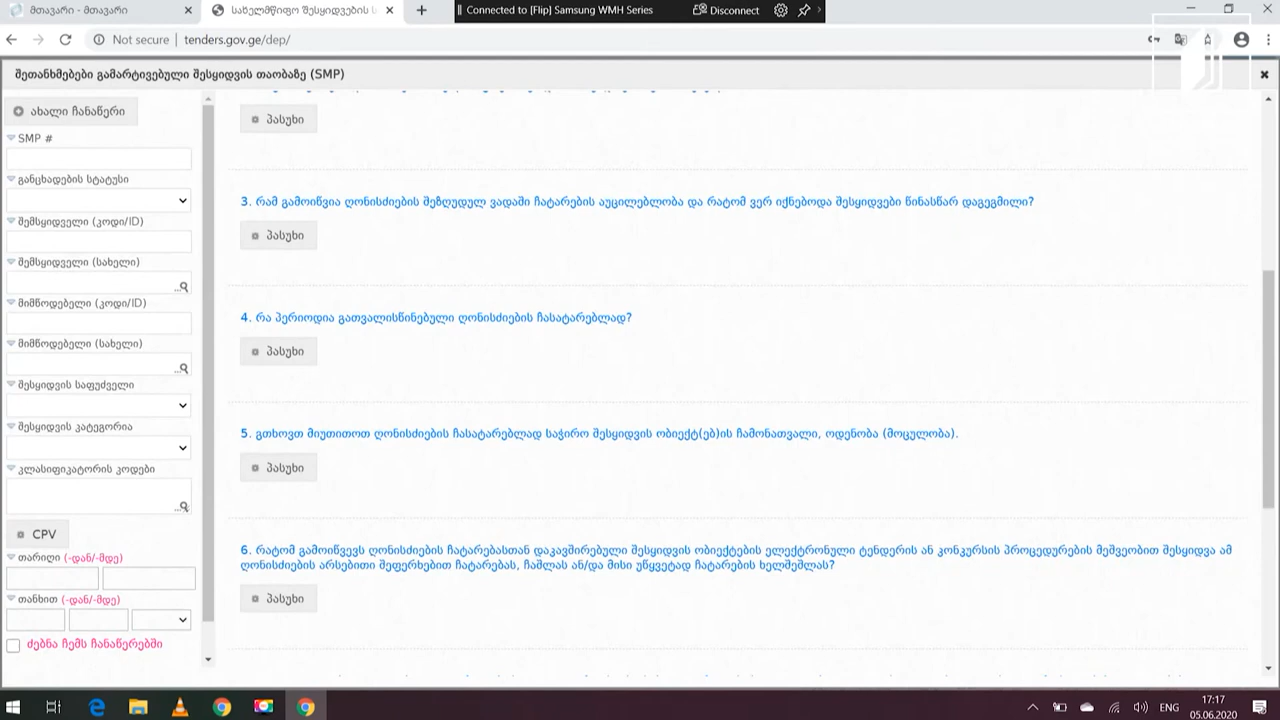 მთავარი - მთავარი
სახელმწიფო შესყიდვების ს
Connected to [Flip] Samsung WMH Series
Disconnect
Not secure
tenders.gov.ge/dep/
შეთანხმებები გამარტივებული შესყიდვის თაობაზე (SMP)
ახალი ჩანაწერი
SMP #
განცხადების სტატუსი
შემსყიდველი (კოდი/ID)
შემსყიდველი (სახელი)
...
მიმწოდებელი (კოდი/ID)
მიმწოდებელი (სახელი)
...
შესყიდვის საფუძველი
შესყიდვის კატეგორია
კლასიფიკატორის კოდები
...
CPV
თარიღი (-დან/-მდე)
თანხით (-დან/-მდე)
ძებნა ჩემს ჩანაწერებში
პასუხი
3. რამ გამოიწვია ღონისძიების შეზღუდულ ვადაში ჩატარების აუცილებლობა და რატომ ვერ იქნებოდა შესყიდვები წინასწარ დაგეგმილი?
პასუხი
4. რა პერიოდია გათვალისწინებული ღონისძიების ჩასატარებლად?
პასუხი
5. გთხოვთ მიუთითოთ ღონისძიების ჩასატარებლად საჭირო შესყიდვის ობიექტ(ებ)ის ჩამონათვალი, ოდენობა (მოცულობა).
პასუხი
6. რატომ გამოიწვევს ღონისძიების ჩატარებასთან დაკავშირებული შესყიდვის ობიექტების ელექტრონული ტენდერის ან კონკურსის პროცედურების მეშვეობით შესყიდვა ამ
ღონისძიების არსებითი შეფერხებით ჩატარებას, ჩაშლას ან/და მისი უწყვეტად ჩატარების ხელშეშლას?
პასუხი
ENG
17:17
05.06.2020